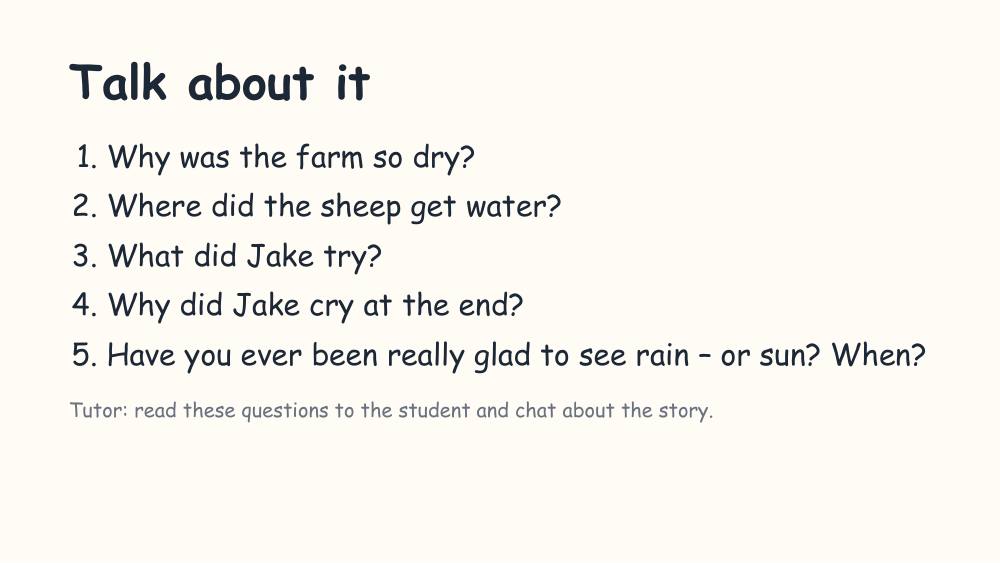 Talk about it
1. Why was the farm so dry?
2. Where did the sheep get water?
3. What did Jake try?
4. Why did Jake cry at the end?
5. Have you ever been really glad to see rain – or sun? When?
Tutor: read these questions to the student and chat about the story.